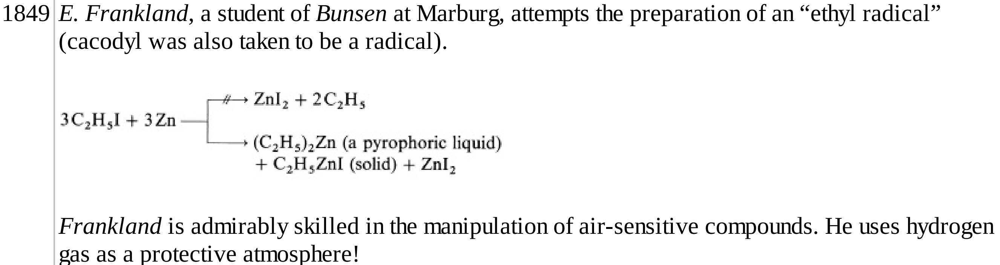 1849 E. Frankland, a student of Bunsen at Marburg, attempts the preparation of an “ethyl radical”
(cacodyl was also taken to be a radical).
ZnI₂ + 2C₂H₅
3C₂H₅I + 3Zn
(C₂H₅)₂Zn (a pyrophoric liquid)
+ C₂H₅ZnI (solid) + ZnI₂
Frankland is admirably skilled in the manipulation of air-sensitive compounds. He uses hydrogen
gas as a protective atmosphere!